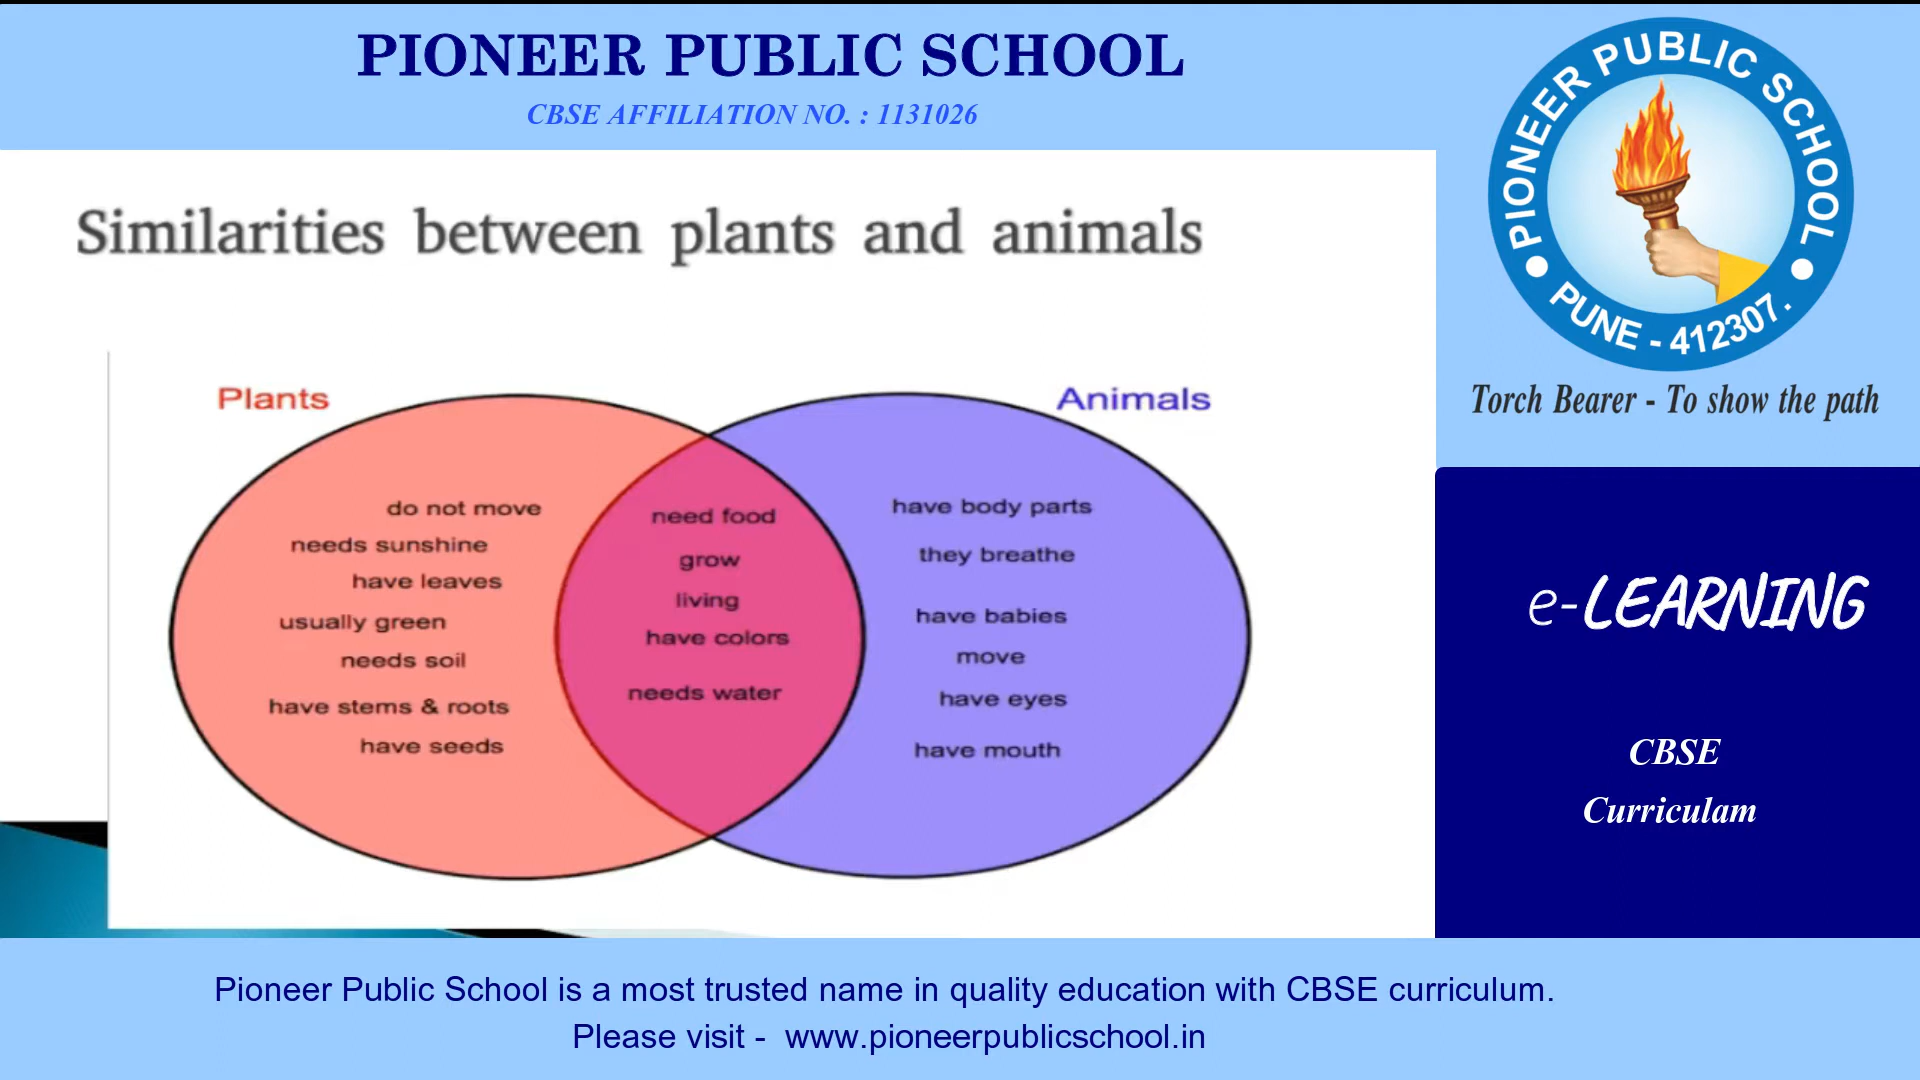 PIONEER PUBLIC SCHOOL
CBSE AFFILIATION NO. : 1131026
PIONEER PUBLIC SCHOOL
PUNE - 412307.
Torch Bearer - To show the path
Similarities between plants and animals
Plants
do not move
needs sunshine
have leaves
usually green
needs soil
have stems & roots
have seeds
need food
grow
living
have colors
needs water
Animals
have body parts
they breathe
have babies
move
have eyes
have mouth
e-LEARNING
CBSE
Curriculam
Pioneer Public School is a most trusted name in quality education with CBSE curriculum.
Please visit - www.pioneerpublicschool.in